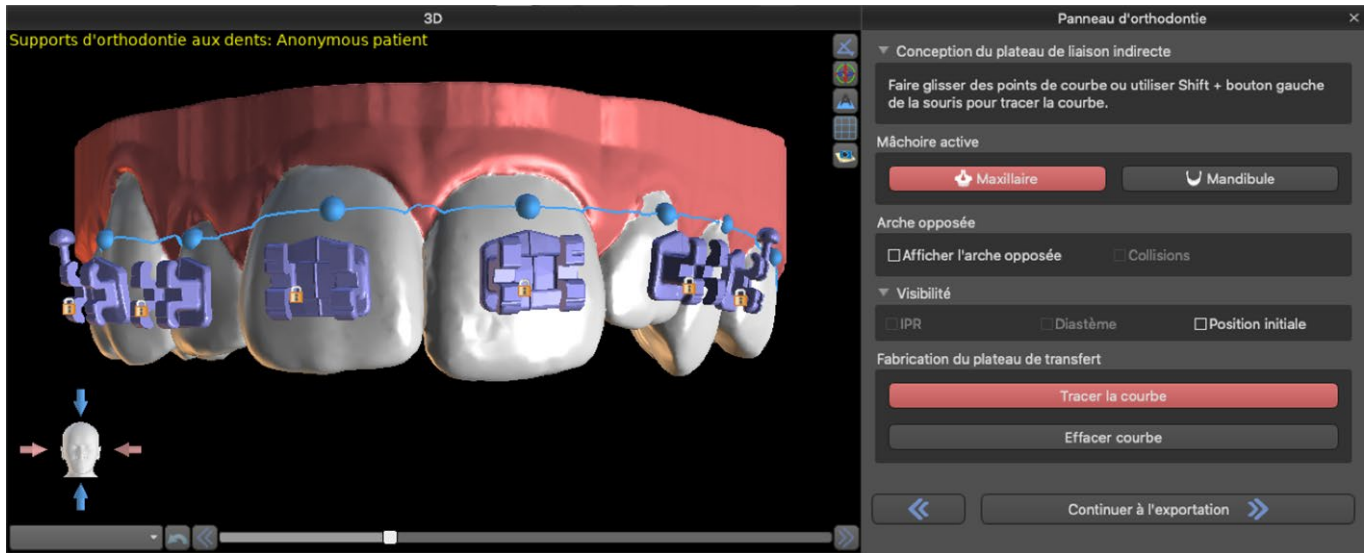 3D
Panneau d'orthodontie
Supports d'orthodontie aux dents: Anonymous patient
Conception du plateau de liaison indirecte
Faire glisser des points de courbe ou utiliser Shift + bouton gauche
de la souris pour tracer la courbe.
Mâchoire active
Maxillaire
Mandibule
Arche opposée
Afficher l'arche opposée
Collisions
Visibilité
IPR
Diastème
Position initiale
Fabrication du plateau de transfert
Tracer la courbe
Effacer courbe
Continuer à l'exportation